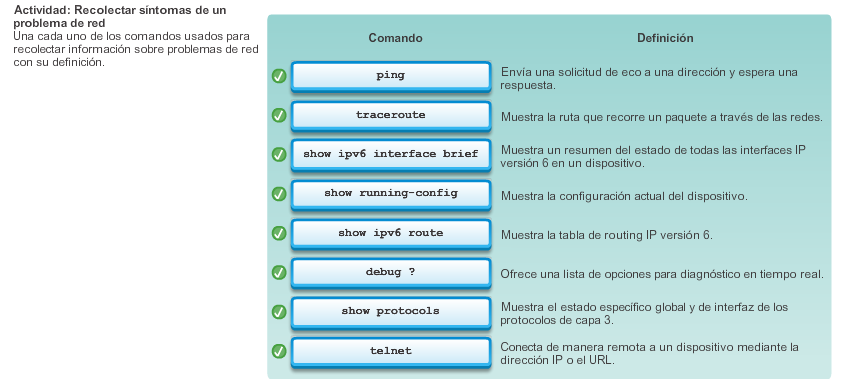 Actividad: Recolectar síntomas de un
problema de red
Una cada uno de los comandos usados para
recolectar información sobre problemas de red
con su definición.
Comando
Definición
ping
Envía una solicitud de eco a una dirección y espera una
respuesta.
traceroute
Muestra la ruta que recorre un paquete a través de las redes.
show ipv6 interface brief
Muestra un resumen del estado de todas las interfaces IP
versión 6 en un dispositivo.
show running-config
Muestra la configuración actual del dispositivo.
show ipv6 route
Muestra la tabla de routing IP versión 6.
debug ?
Ofrece una lista de opciones para diagnóstico en tiempo real.
show protocols
Muestra el estado específico global y de interfaz de los
protocolos de capa 3.
telnet
Conecta de manera remota a un dispositivo mediante la
dirección IP o el URL.